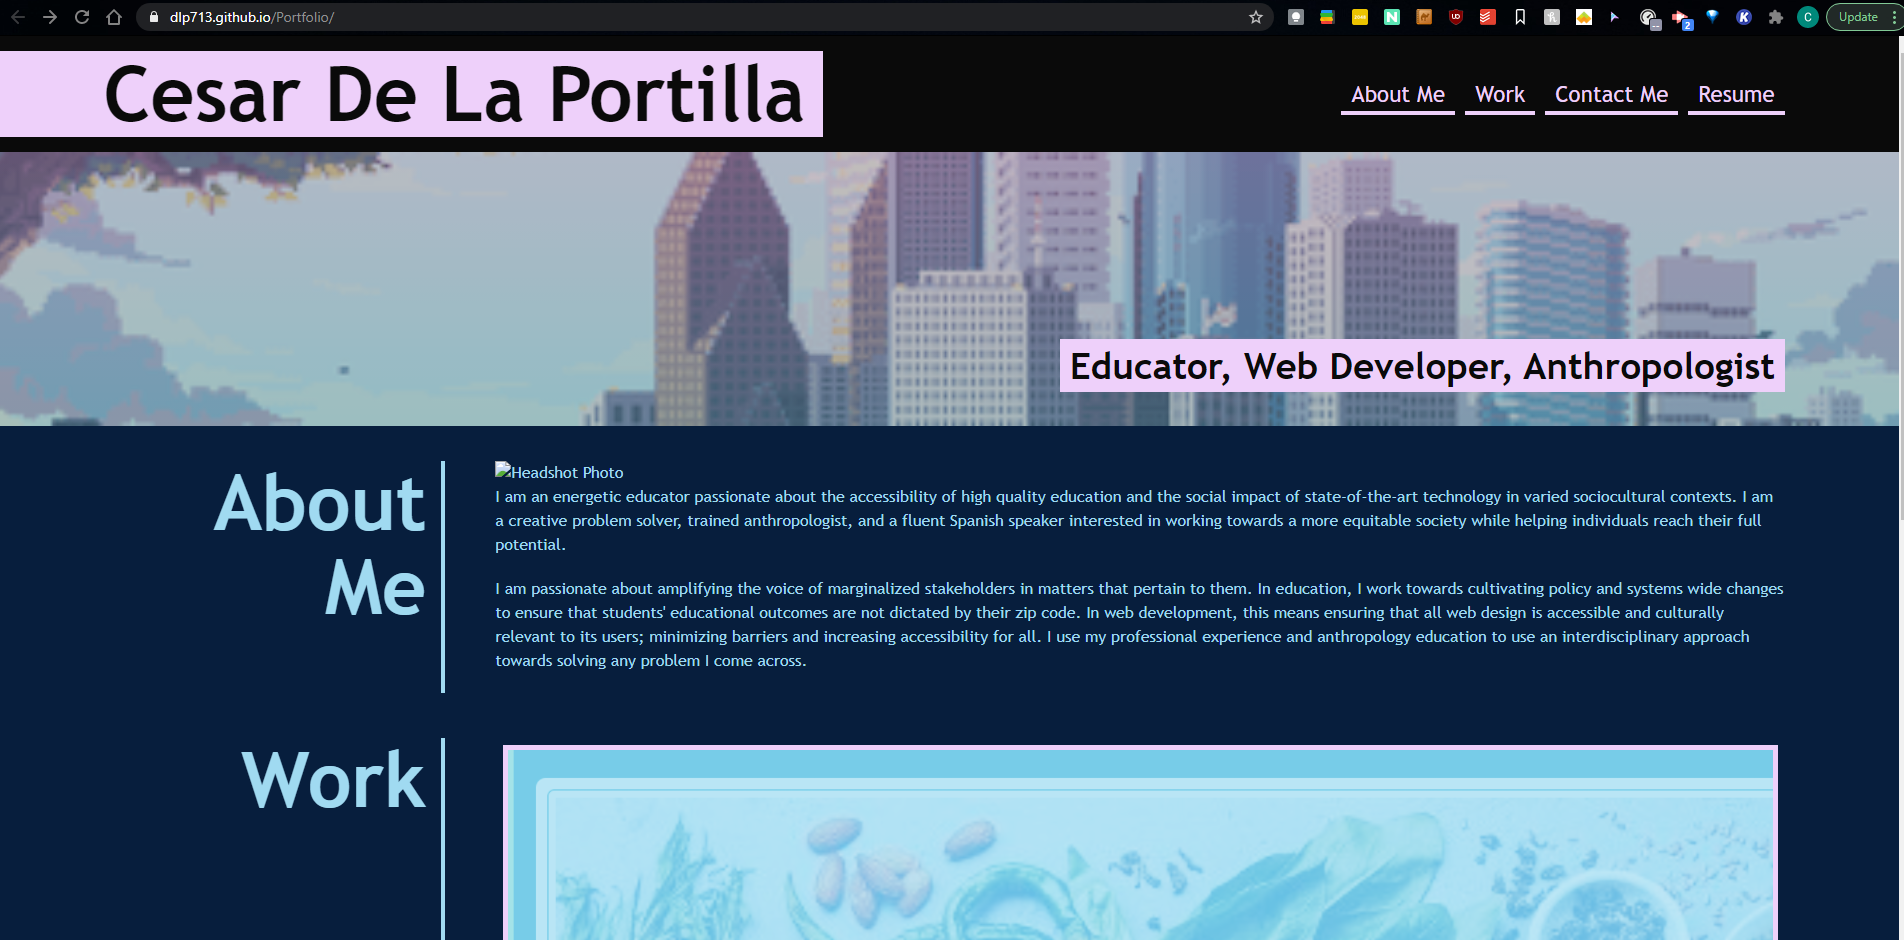 dlp713.github.io/Portfolio/
2
C
Update
Cesar De La Portilla
About Me
Work
Contact Me
Resume
Educator, Web Developer, Anthropologist
About
Me
Headshot Photo
I am an energetic educator passionate about the accessibility of high quality education and the social impact of state-of-the-art technology in varied sociocultural contexts. I am
a creative problem solver, trained anthropologist, and a fluent Spanish speaker interested in working towards a more equitable society while helping individuals reach their full
potential.
I am passionate about amplifying the voice of marginalized stakeholders in matters that pertain to them. In education, I work towards cultivating policy and systems wide changes
to ensure that students' educational outcomes are not dictated by their zip code. In web development, this means ensuring that all web design is accessible and culturally
relevant to its users; minimizing barriers and increasing accessibility for all. I use my professional experience and anthropology education to use an interdisciplinary approach
towards solving any problem I come across.
Work